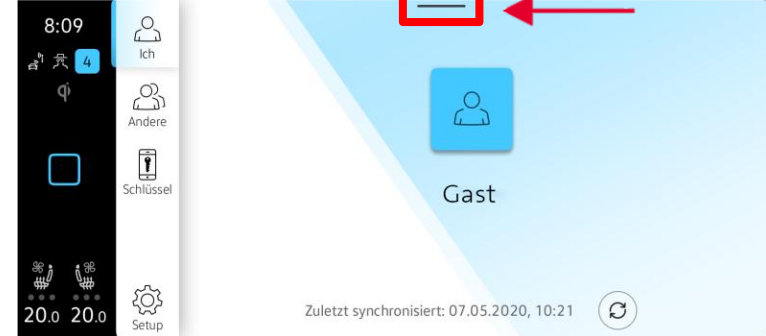 8:09
4
qi
20.0 20.0
Ich
Andere
Schlüssel
Setup
Gast
Zuletzt synchronisiert: 07.05.2020, 10:21